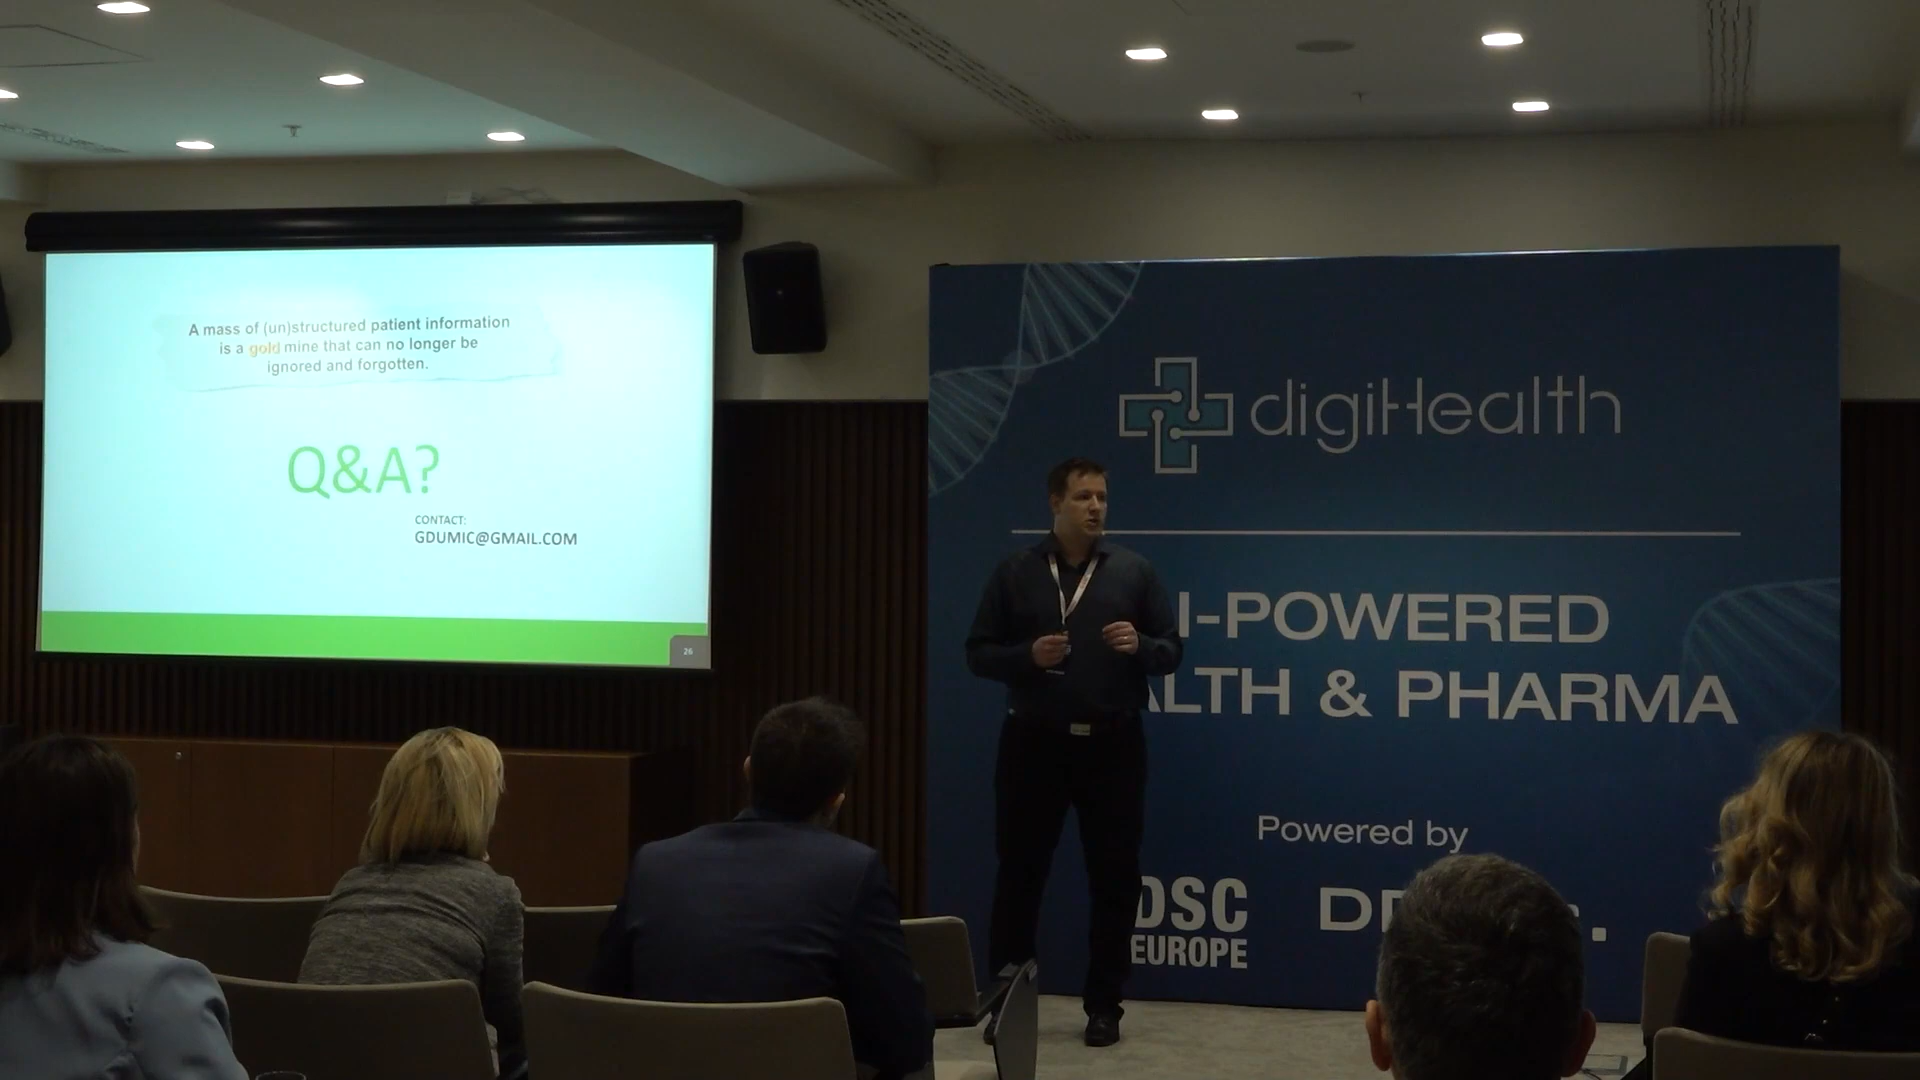 A mass of (un)structured patient information
is a gold mine that can no longer be
ignored and forgotten.
Q&A?
CONTACT:
GDUMIC@GMAIL.COM
26
digiHealth
I-POWERED
ALTH & PHARMA
Powered by
DSC
EUROPE